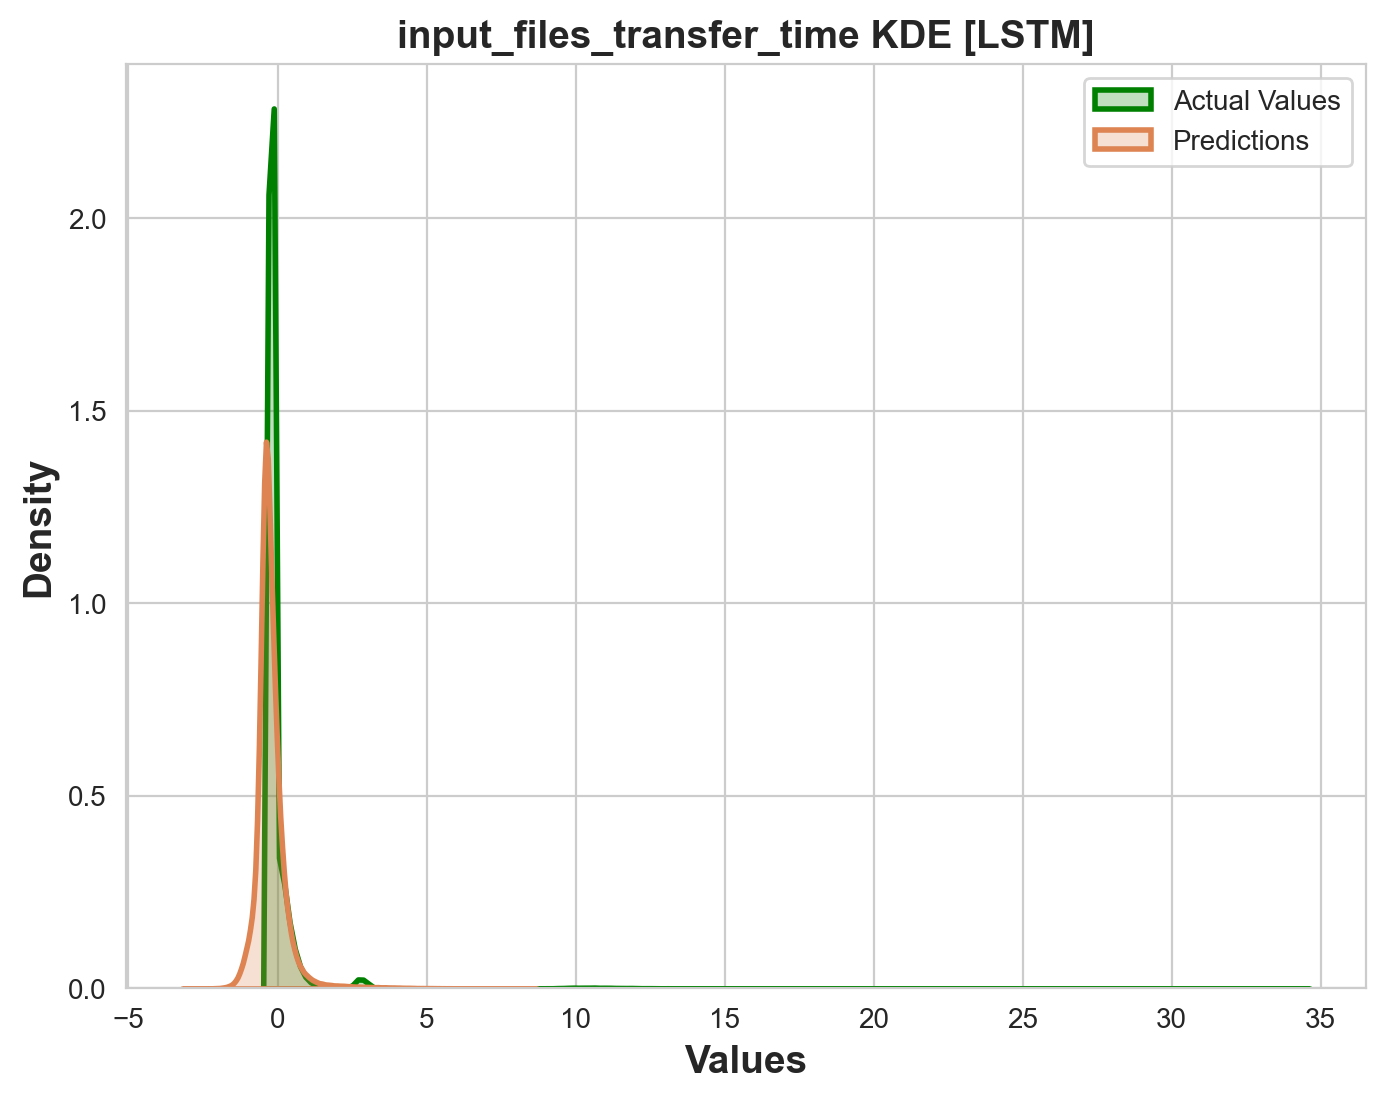 input_files_transfer_time KDE [LSTM]
Actual Values
Predictions
Density
2.0
1.5
1.0
0.5
0.0
−5 0 5 10 15 20 25 30 35
Values